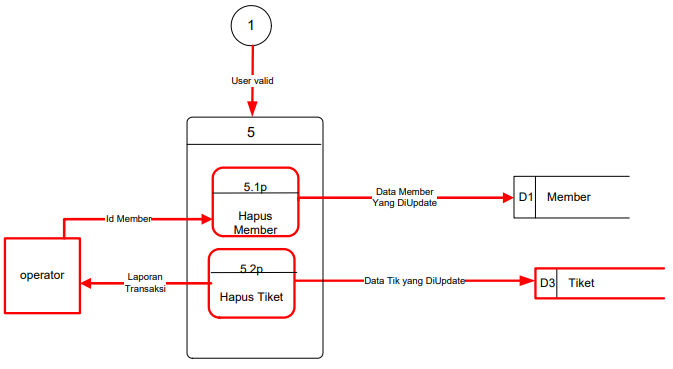 1
User valid
5
5.1p
Hapus
Member
Data Member
Yang DiUpdate
D1
Member
Id Member
operator
Laporan
Transaksi
5.2p
Hapus Tiket
Data Tik yang DiUpdate
D3
Tiket